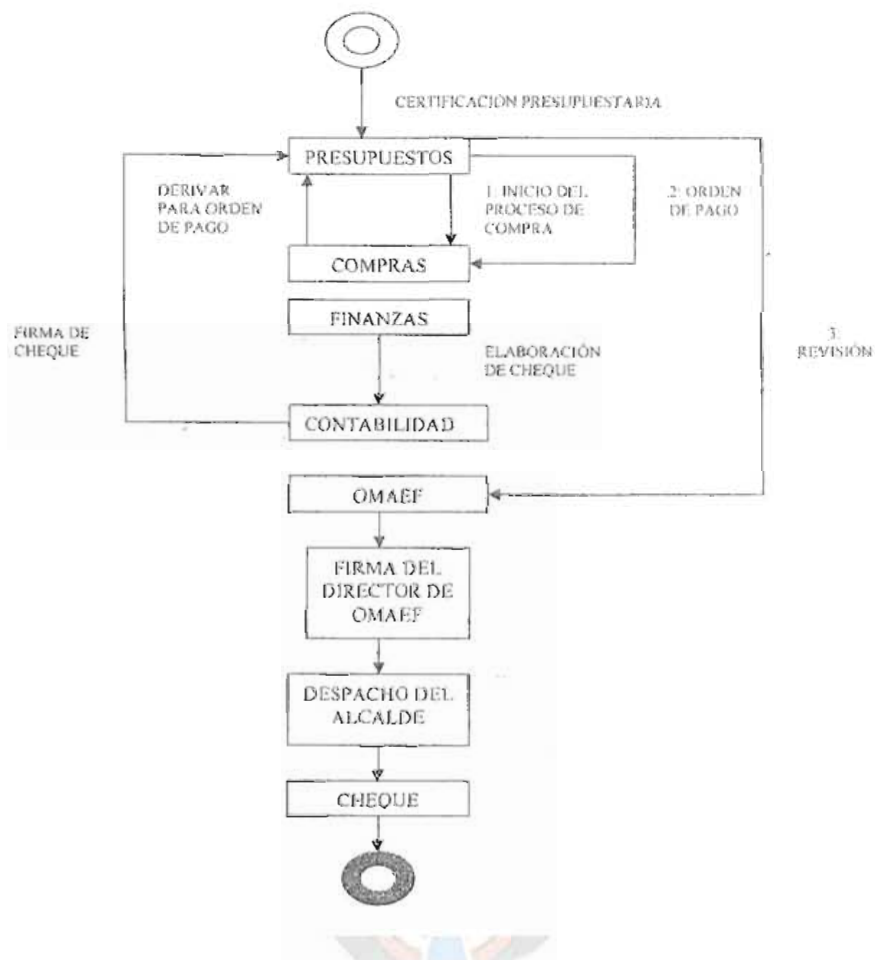 CERTIFICACIÓN PRESUPUESTARIA
PRESUPUESTOS
DERIVAR
PARA ORDEN
DE PAGO
1: INICIO DEL
PROCESO DE
COMPRA
2: ORDEN
DE PAGO
COMPRAS
FINANZAS
FIRMA DE
CHEQUE
ELABORACIÓN
DE CHEQUE
3:
REVISIÓN
CONTABILIDAD
OMAEF
FIRMA DEL
DIRECTOR DE
OMAEF
DESPACHO DEL
ALCALDE
CHEQUE